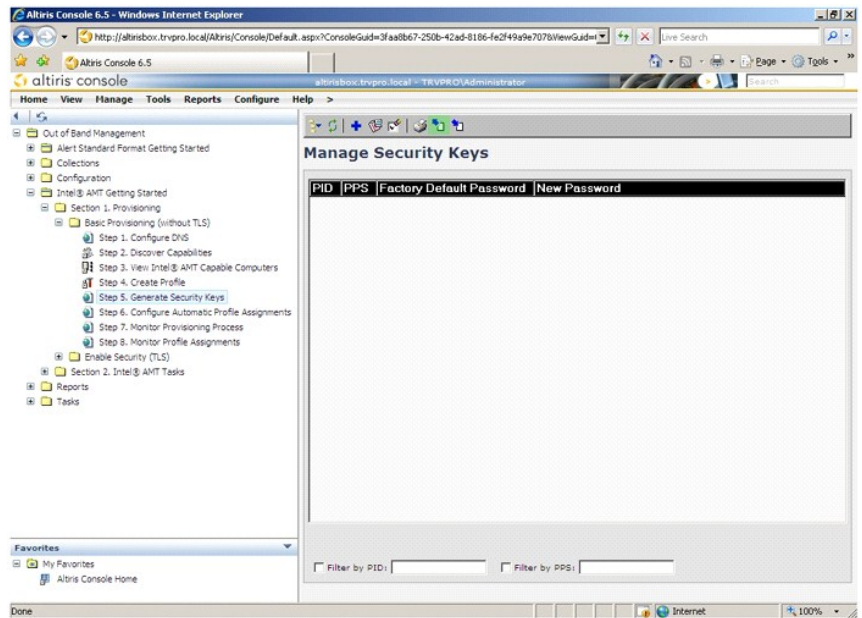 Altiris Console 6.5 - Windows Internet Explorer
http://altirisbox.trvpro.local/Altiris/Console/Default.aspx?ConsoleGuid=3faa8b67-250b-42ad-8186-fe2f49a9e707&ViewGuid=
Live Search
Altiris Console 6.5
Page
Tools
altiris console
altirisbox.trvpro.local - TRVPRO\Administrator
Search
Home View Manage Tools Reports Configure Help >
Out of Band Management
Alert Standard Format Getting Started
Collections
Configuration
Intel® AMT Getting Started
Section 1. Provisioning
Basic Provisioning (without TLS)
Step 1. Configure DNS
Step 2. Discover Capabilities
Step 3. View Intel® AMT Capable Computers
Step 4. Create Profile
Step 5. Generate Security Keys
Step 6. Configure Automatic Profile Assignments
Step 7. Monitor Provisioning Process
Step 8. Monitor Profile Assignments
Enable Security (TLS)
Section 2. Intel® AMT Tasks
Reports
Tasks
Manage Security Keys
PID PPS Factory Default Password New Password
Filter by PID: Filter by PPS:
Favorites
My Favorites
Altiris Console Home
Done
Internet
100%